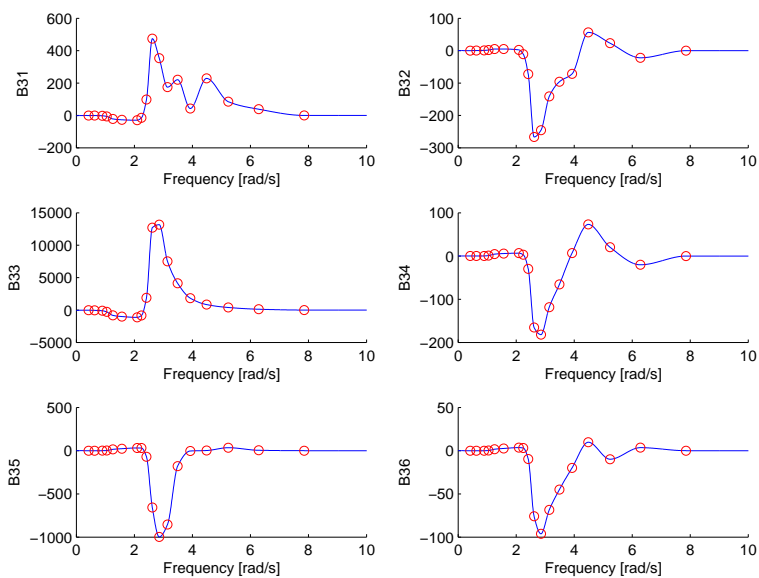 600
400
200
0
−200
B31
0 2 4 6 8 10
Frequency [rad/s]
100
0
−100
−200
−300
B32
0 2 4 6 8 10
Frequency [rad/s]
15000
10000
5000
0
−5000
B33
0 2 4 6 8 10
Frequency [rad/s]
100
0
−100
−200
B34
0 2 4 6 8 10
Frequency [rad/s]
500
0
−500
−1000
B35
0 2 4 6 8 10
Frequency [rad/s]
50
0
−50
−100
B36
0 2 4 6 8 10
Frequency [rad/s]